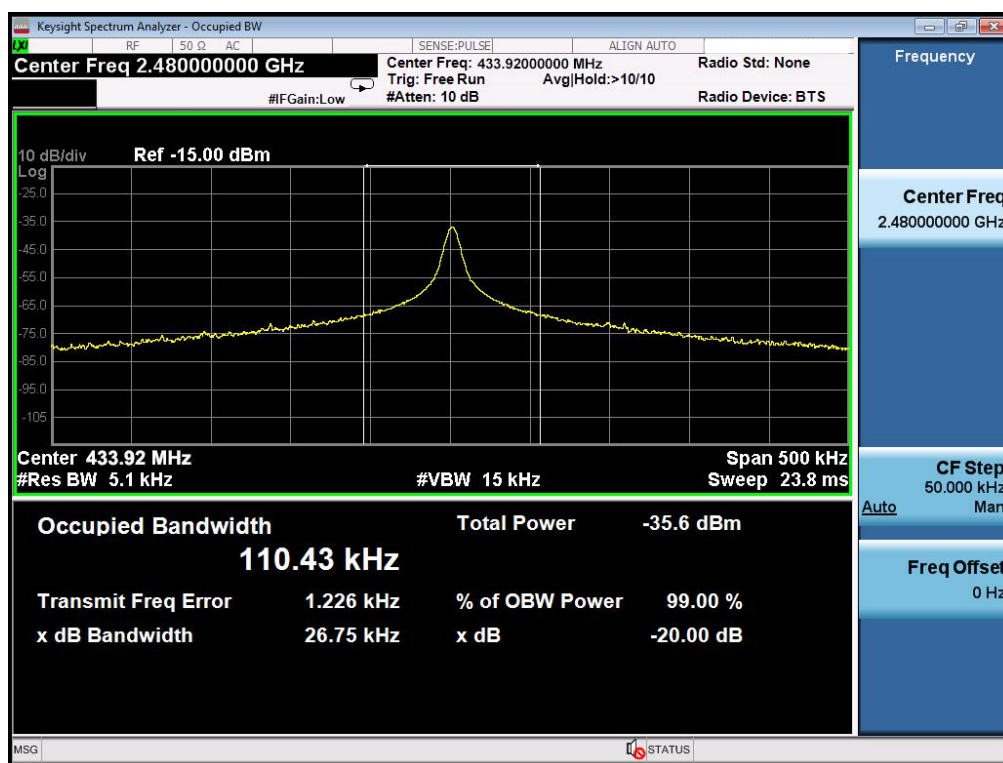 Keysight Spectrum Analyzer - Occupied BW
LXI RF 50 Ω AC SENSE:PULSE ALIGN AUTO
Center Freq 2.480000000 GHz
Center Freq: 433.92000000 MHz
Radio Std: None
Trig: Free Run Avg|Hold:>10/10
#IFGain:Low
#Atten: 10 dB
Radio Device: BTS
10 dB/div Ref -15.00 dBm
Log
-25.0
-35.0
-45.0
-55.0
-65.0
-75.0
-85.0
-95.0
-105
Center 433.92 MHz Span 500 kHz
#Res BW 5.1 kHz #VBW 15 kHz Sweep 23.8 ms
Occupied Bandwidth Total Power -35.6 dBm
110.43 kHz
Transmit Freq Error 1.226 kHz % of OBW Power 99.00 %
x dB Bandwidth 26.75 kHz x dB -20.00 dB
Frequency
Center Freq
2.480000000 GHz
CF Step
50.000 kHz
Auto Man
Freq Offset
0 Hz
MSG STATUS